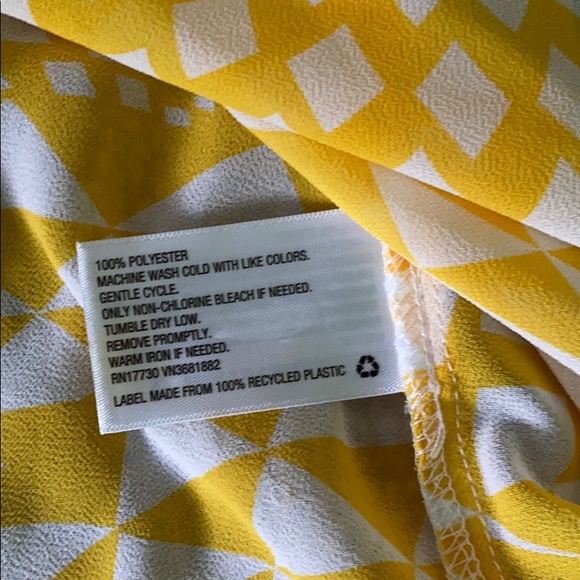 100% POLYESTER
MACHINE WASH COLD WITH LIKE COLORS.
GENTLE CYCLE.
ONLY NON-CHLORINE BLEACH IF NEEDED.
TUMBLE DRY LOW.
REMOVE PROMPTLY.
WARM IRON IF NEEDED.
RN17730 VN3681882
LABEL MADE FROM 100% RECYCLED PLASTIC